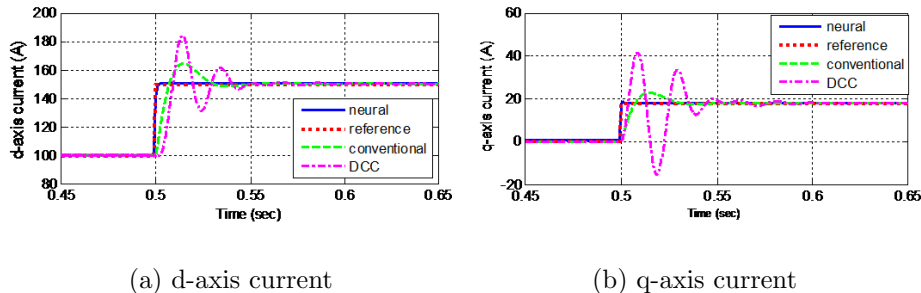 200
180
160
140
120
100
80
0.45
0.5
0.55
0.6
0.65
d-axis current (A)
Time (sec)
neural
reference
conventional
DCC
60
40
20
0
-20
0.45
0.5
0.55
0.6
0.65
q-axis current (A)
Time (sec)
neural
reference
conventional
DCC
(a) d-axis current
(b) q-axis current